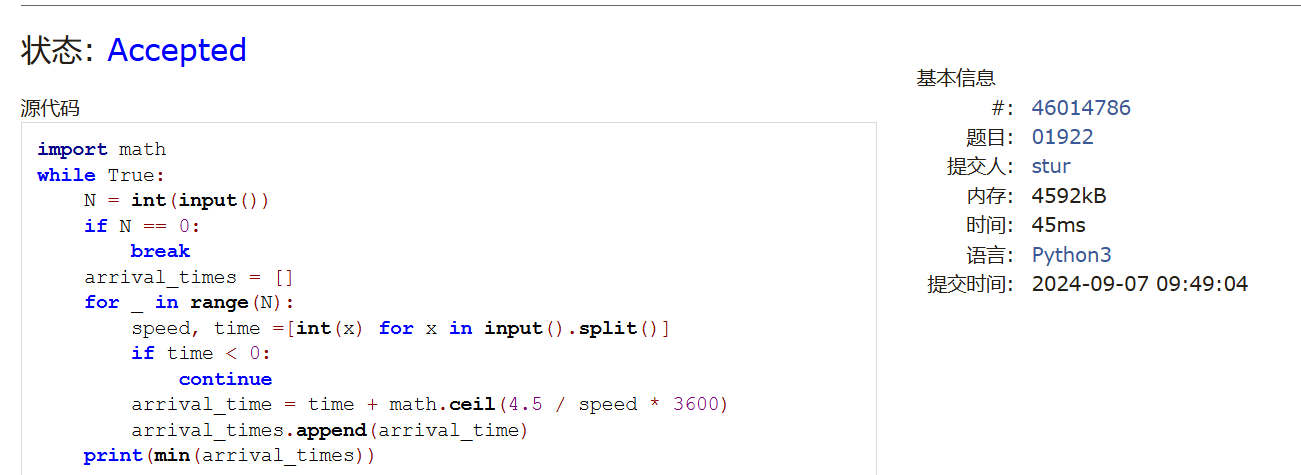 状态: Accepted
源代码
import math
while True:
    N = int(input())
    if N == 0:
        break
    arrival_times = []
    for _ in range(N):
        speed, time =[int(x) for x in input().split()]
        if time < 0:
            continue
        arrival_time = time + math.ceil(4.5 / speed * 3600)
        arrival_times.append(arrival_time)
    print(min(arrival_times))
基本信息
#: 46014786
题目: 01922
提交人: stur
内存: 4592kB
时间: 45ms
语言: Python3
提交时间: 2024-09-07 09:49:04